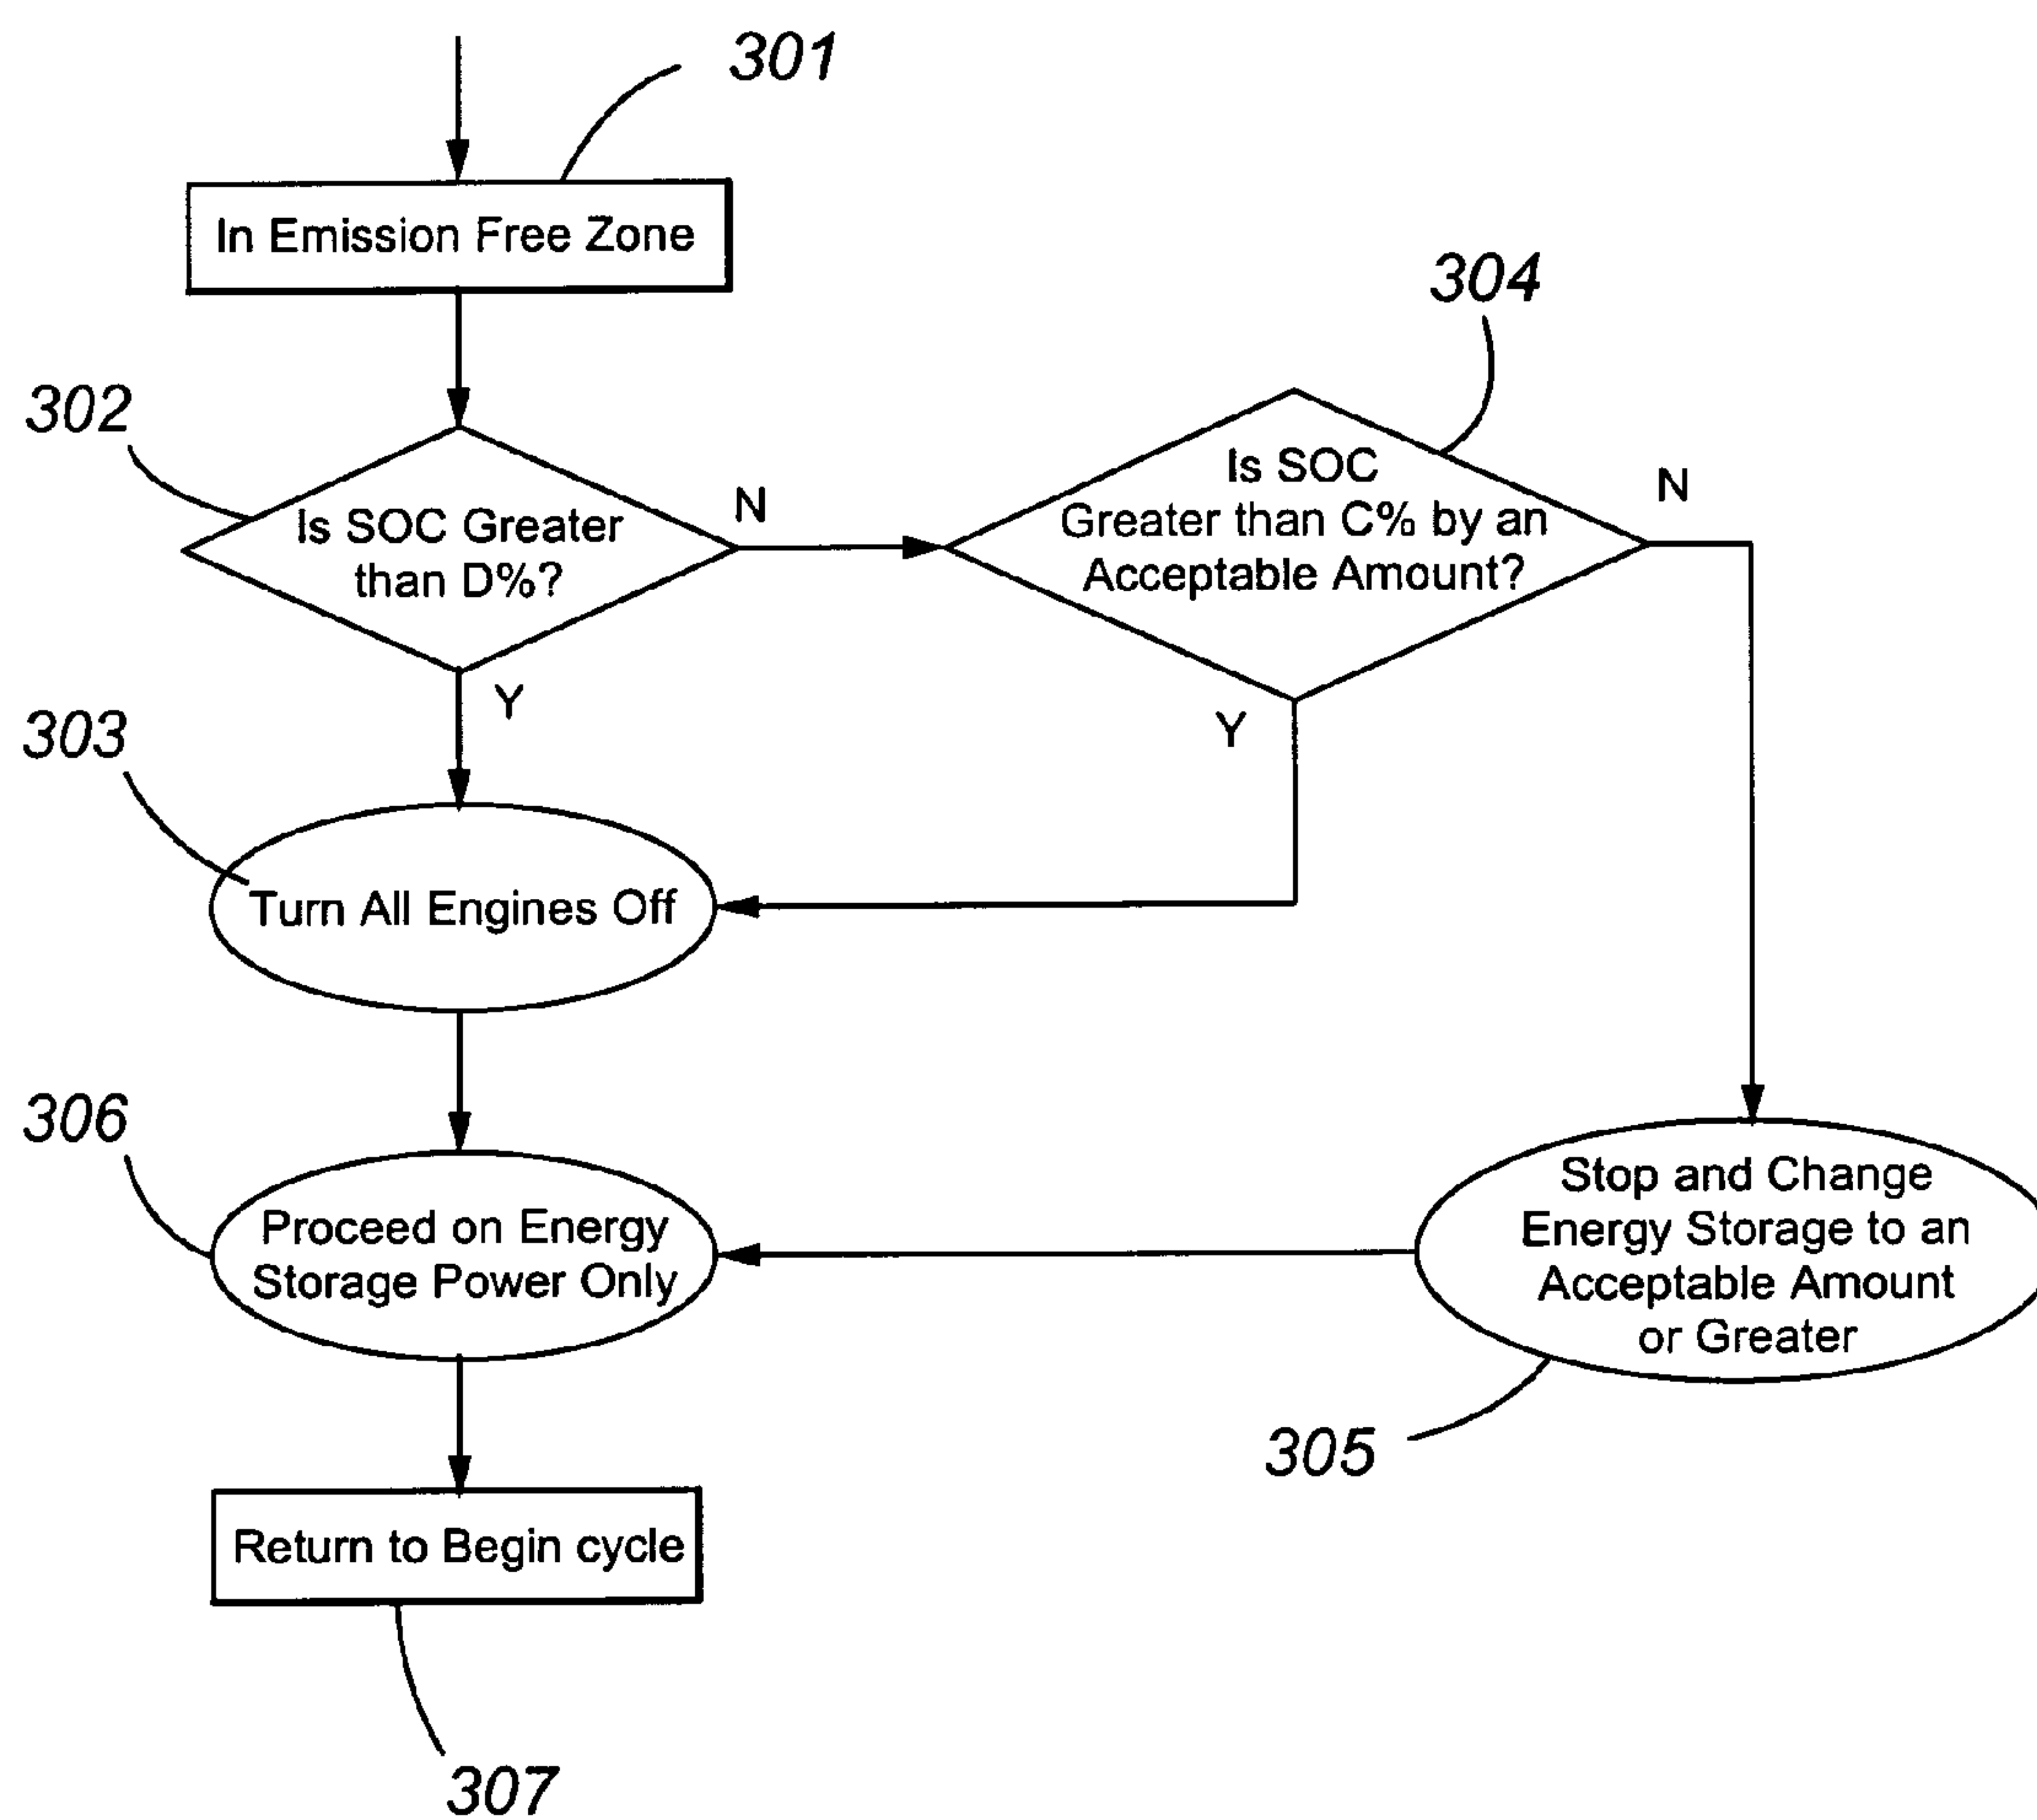 301
In Emission Free Zone
304
302
Is SOC Greater
than D%?
N
Is SOC
Greater than C% by an
Acceptable Amount?
N
Y
Y
303
Turn All Engines Off
306
Proceed on Energy
Storage Power Only
Stop and Change
Energy Storage to an
Acceptable Amount
or Greater
305
Return to Begin cycle
307